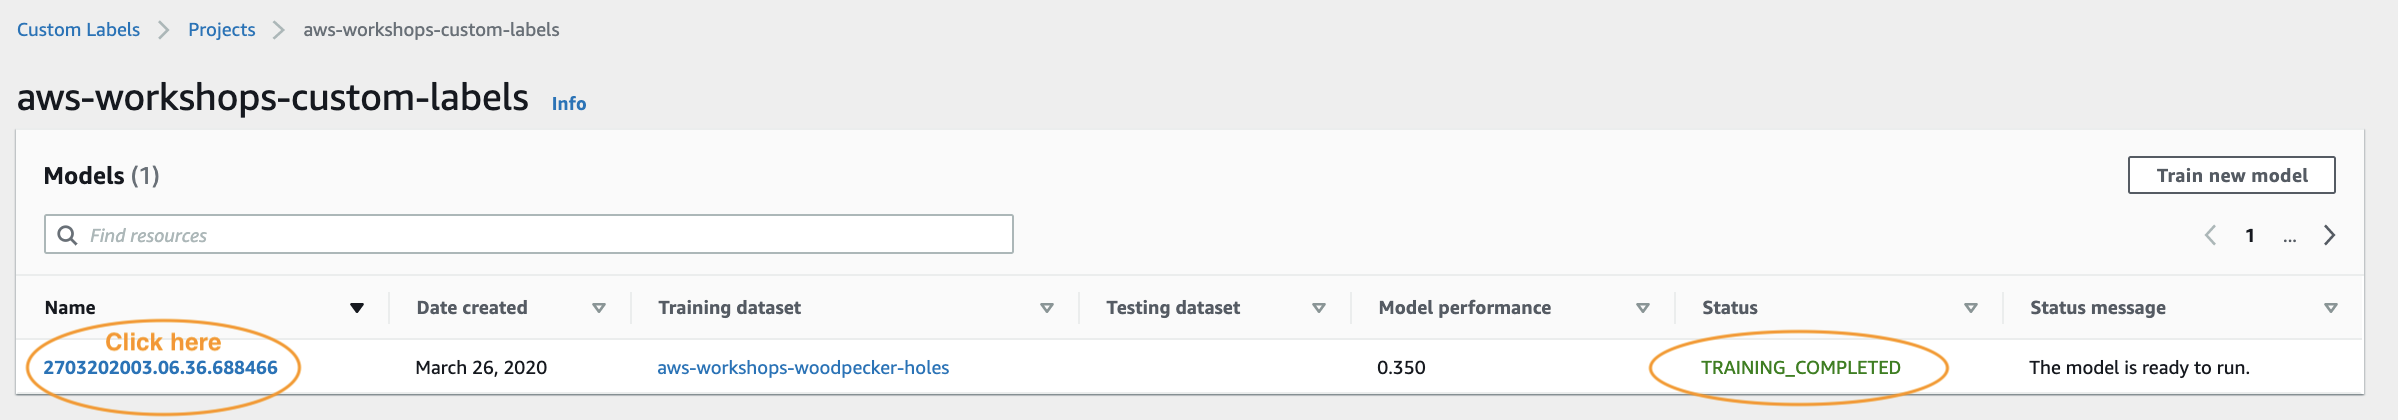 Custom Labels > Projects > aws-workshops-custom-labels
aws-workshops-custom-labels Info
Models (1)
Train new model
Find resources
1 ...
Name Date created Training dataset Testing dataset Model performance Status Status message
Click here
2703202003.06.36.688466 March 26, 2020 aws-workshops-woodpecker-holes 0.350 TRAINING_COMPLETED The model is ready to run.